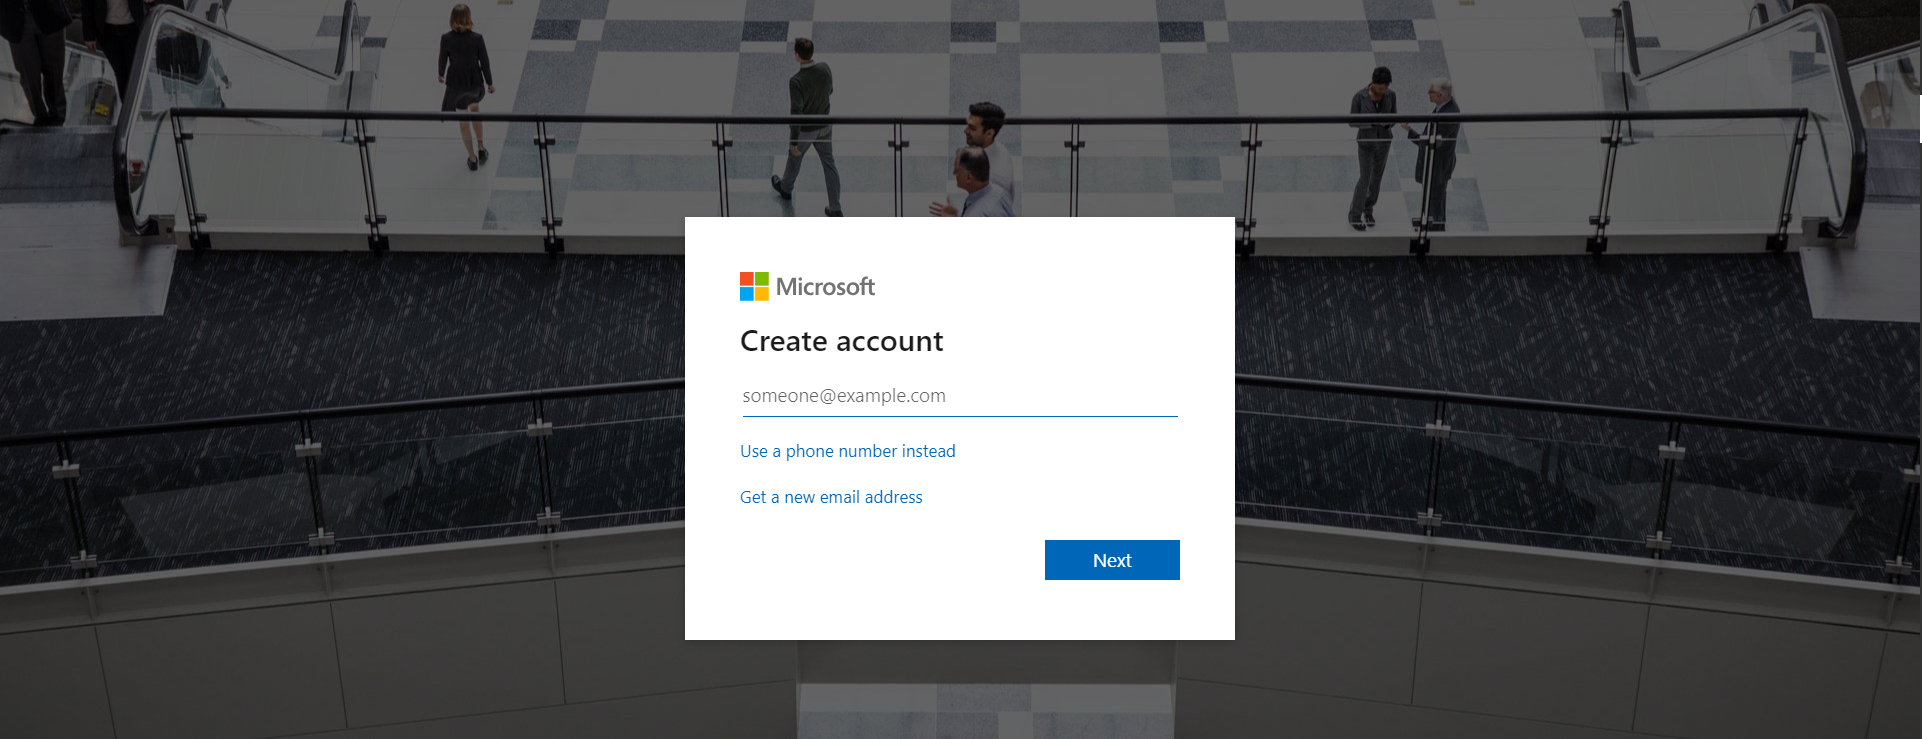 Microsoft
Create account
someone@example.com
Use a phone number instead
Get a new email address
Next